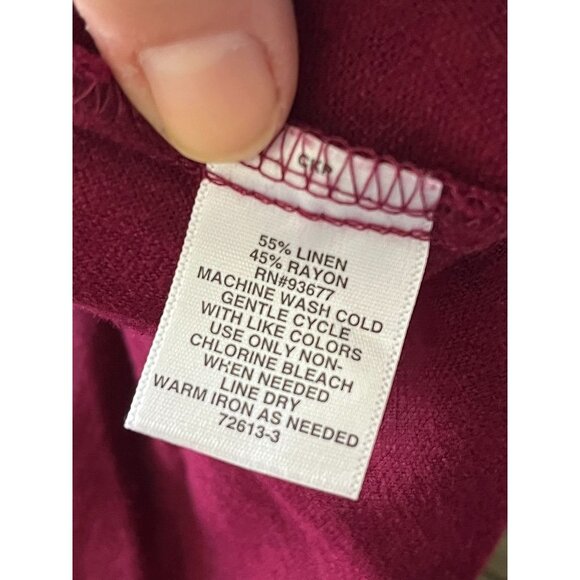 CKP
55% LINEN
45% RAYON
RN#93677
MACHINE WASH COLD
GENTLE CYCLE
WITH LIKE COLORS
USE ONLY NON-
CHLORINE BLEACH
WHEN NEEDED
LINE DRY
WARM IRON AS NEEDED
72613-3